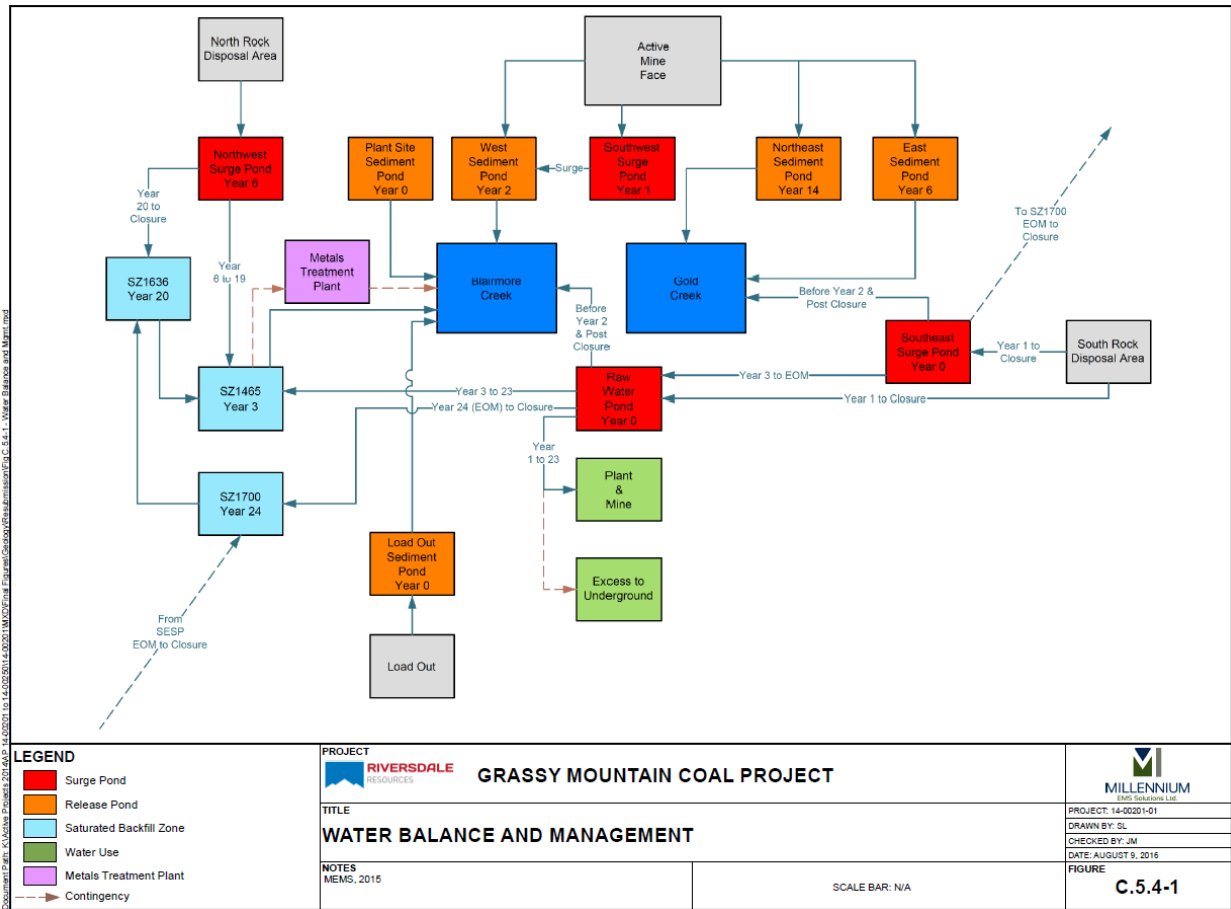 North Rock
Disposal Area
Active
Mine
Face
Northwest
Surge Pond
Year 6
Plant Site
Sediment
Pond
Year 0
West
Sediment
Pond
Year 2
Surge
Southwest
Surge
Pond
Year 1
Northeast
Sediment
Pond
Year 14
East
Sediment
Pond
Year 6
Year
20 to
Closure
Year
6 to 19
To SZ1700
EOM to
Closure
SZ1636
Year 20
Metals
Treatment
Plant
Blairmore
Creek
Gold
Creek
Before
Year 2
& Post
Closure
Before Year 2 &
Post Closure
Southeast
Surge Pond
Year 0
Year 1 to
Closure
South Rock
Disposal Area
SZ1465
Year 3
Year 3 to 23
Year 24 (EOM) to Closure
Raw
Water
Pond
Year 0
Year 3 to EOM
Year 1 to Closure
Year
1 to 23
Plant
&
Mine
SZ1700
Year 24
Load Out
Sediment
Pond
Year 0
Excess to
Underground
From
SESP
EOM to Closure
Load Out
LEGEND
Surge Pond
Release Pond
Saturated Backfill Zone
Water Use
Metals Treatment Plant
Contingency
PROJECT
RIVERSDALE
RESOURCES
GRASSY MOUNTAIN COAL PROJECT
TITLE
WATER BALANCE AND MANAGEMENT
NOTES
MEMS, 2015
SCALE BAR: N/A
MILLENNIUM
EMS Solutions Ltd.
PROJECT: 14-00201-01
DRAWN BY: SL
CHECKED BY: JM
DATE: AUGUST 9, 2016
FIGURE
C.5.4-1